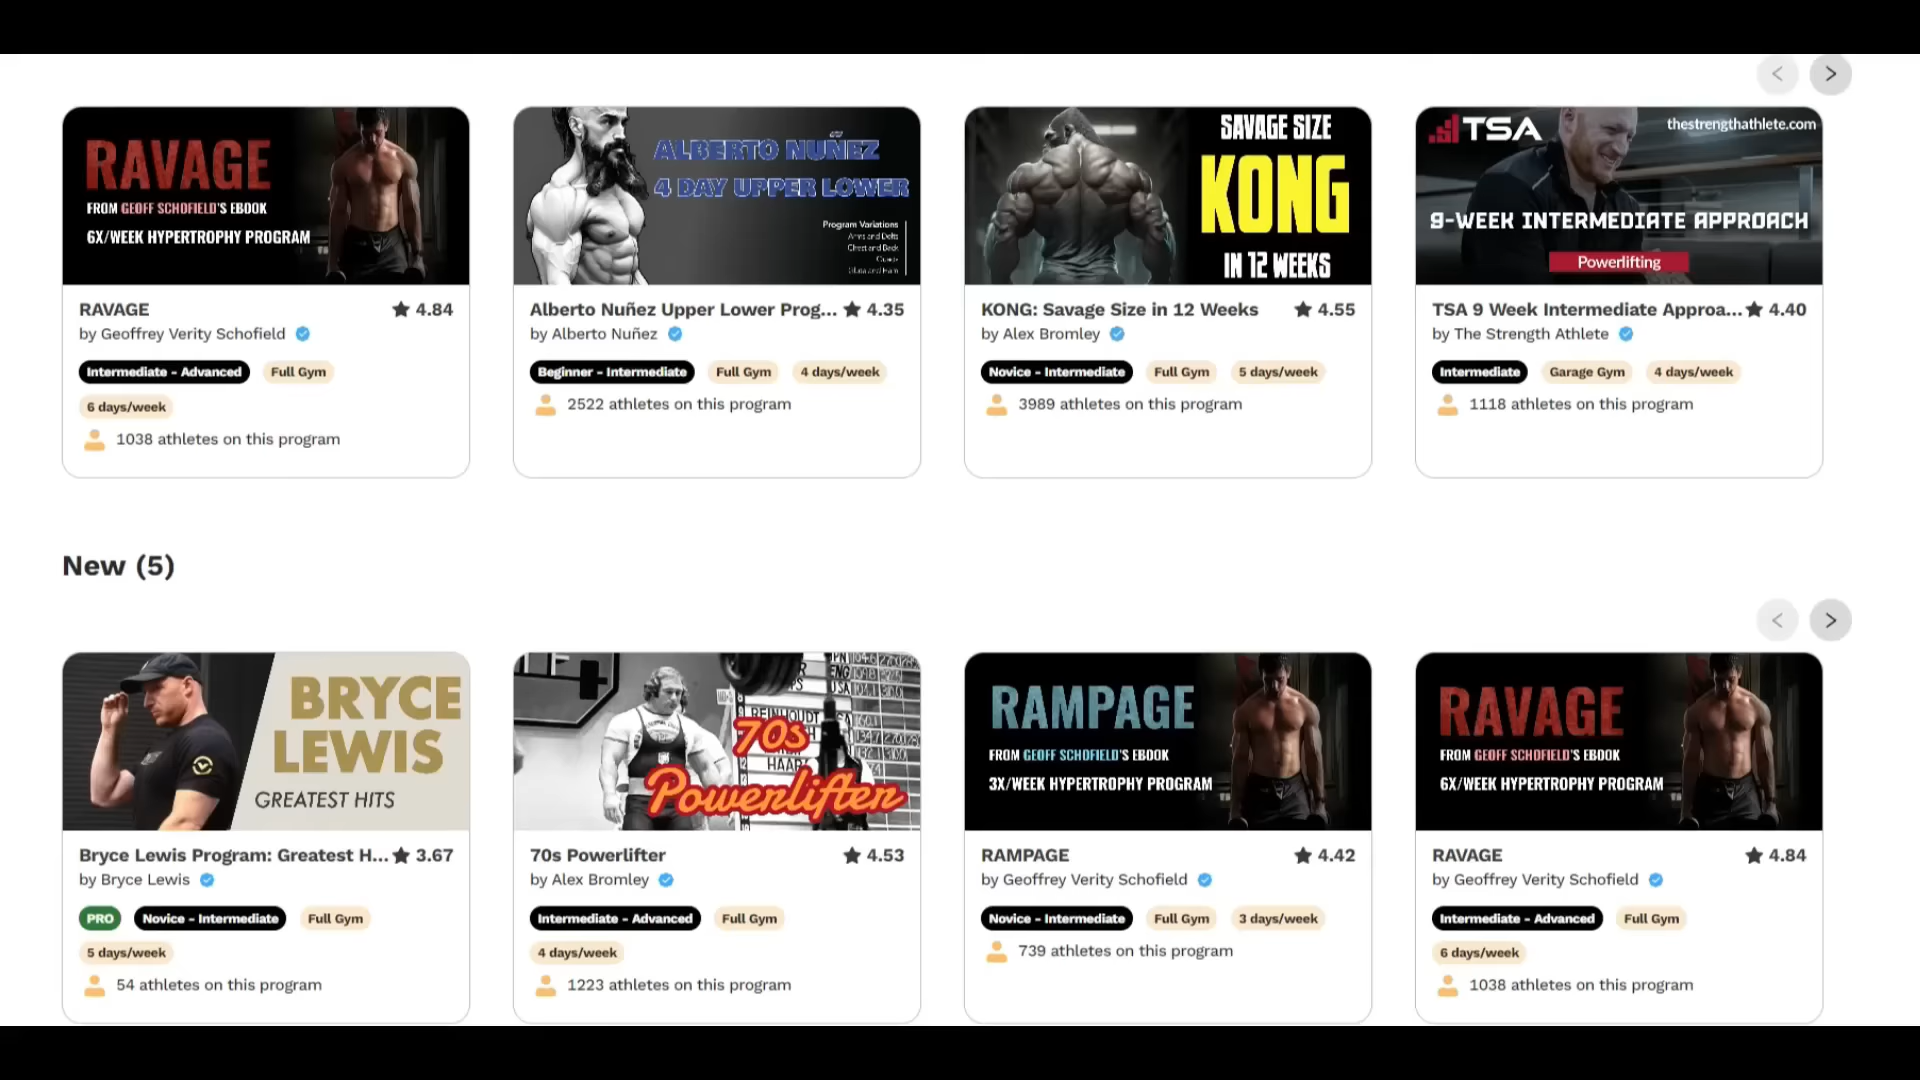 RAVAGE
FROM GEOFF SCHOFIELD'S EBOOK
6X/WEEK HYPERTROPHY PROGRAM
RAVAGE
4.84
by Geoffrey Verity Schofield
Intermediate - Advanced
Full Gym
6 days/week
1038 athletes on this program
ALBERTO NUÑEZ
4 DAY UPPER LOWER
Program Variations
Arms and Delts
Chest and Back
Alberto Nuñez Upper Lower Prog...
4.35
by Alberto Nuñez
Beginner - Intermediate
Full Gym
4 days/week
2522 athletes on this program
SAVAGE SIZE
KONG
IN 12 WEEKS
KONG: Savage Size in 12 Weeks
4.55
by Alex Bromley
Novice - Intermediate
Full Gym
5 days/week
3989 athletes on this program
TSA
thestrengthathlete.com
9-WEEK INTERMEDIATE APPROACH
Powerlifting
TSA 9 Week Intermediate Approa...
4.40
by The Strength Athlete
Intermediate
Garage Gym
4 days/week
1118 athletes on this program
New (5)
BRYCE
LEWIS
GREATEST HITS
Bryce Lewis Program: Greatest H...
3.67
by Bryce Lewis
PRO
Novice - Intermediate
Full Gym
5 days/week
54 athletes on this program
70s
Powerlifter
70s Powerlifter
4.53
by Alex Bromley
Intermediate - Advanced
Full Gym
4 days/week
1223 athletes on this program
RAMPAGE
FROM GEOFF SCHOFIELD'S EBOOK
3X/WEEK HYPERTROPHY PROGRAM
RAMPAGE
4.42
by Geoffrey Verity Schofield
Novice - Intermediate
Full Gym
3 days/week
739 athletes on this program
RAVAGE
FROM GEOFF SCHOFIELD'S EBOOK
6X/WEEK HYPERTROPHY PROGRAM
RAVAGE
4.84
by Geoffrey Verity Schofield
Intermediate - Advanced
Full Gym
6 days/week
1038 athletes on this program